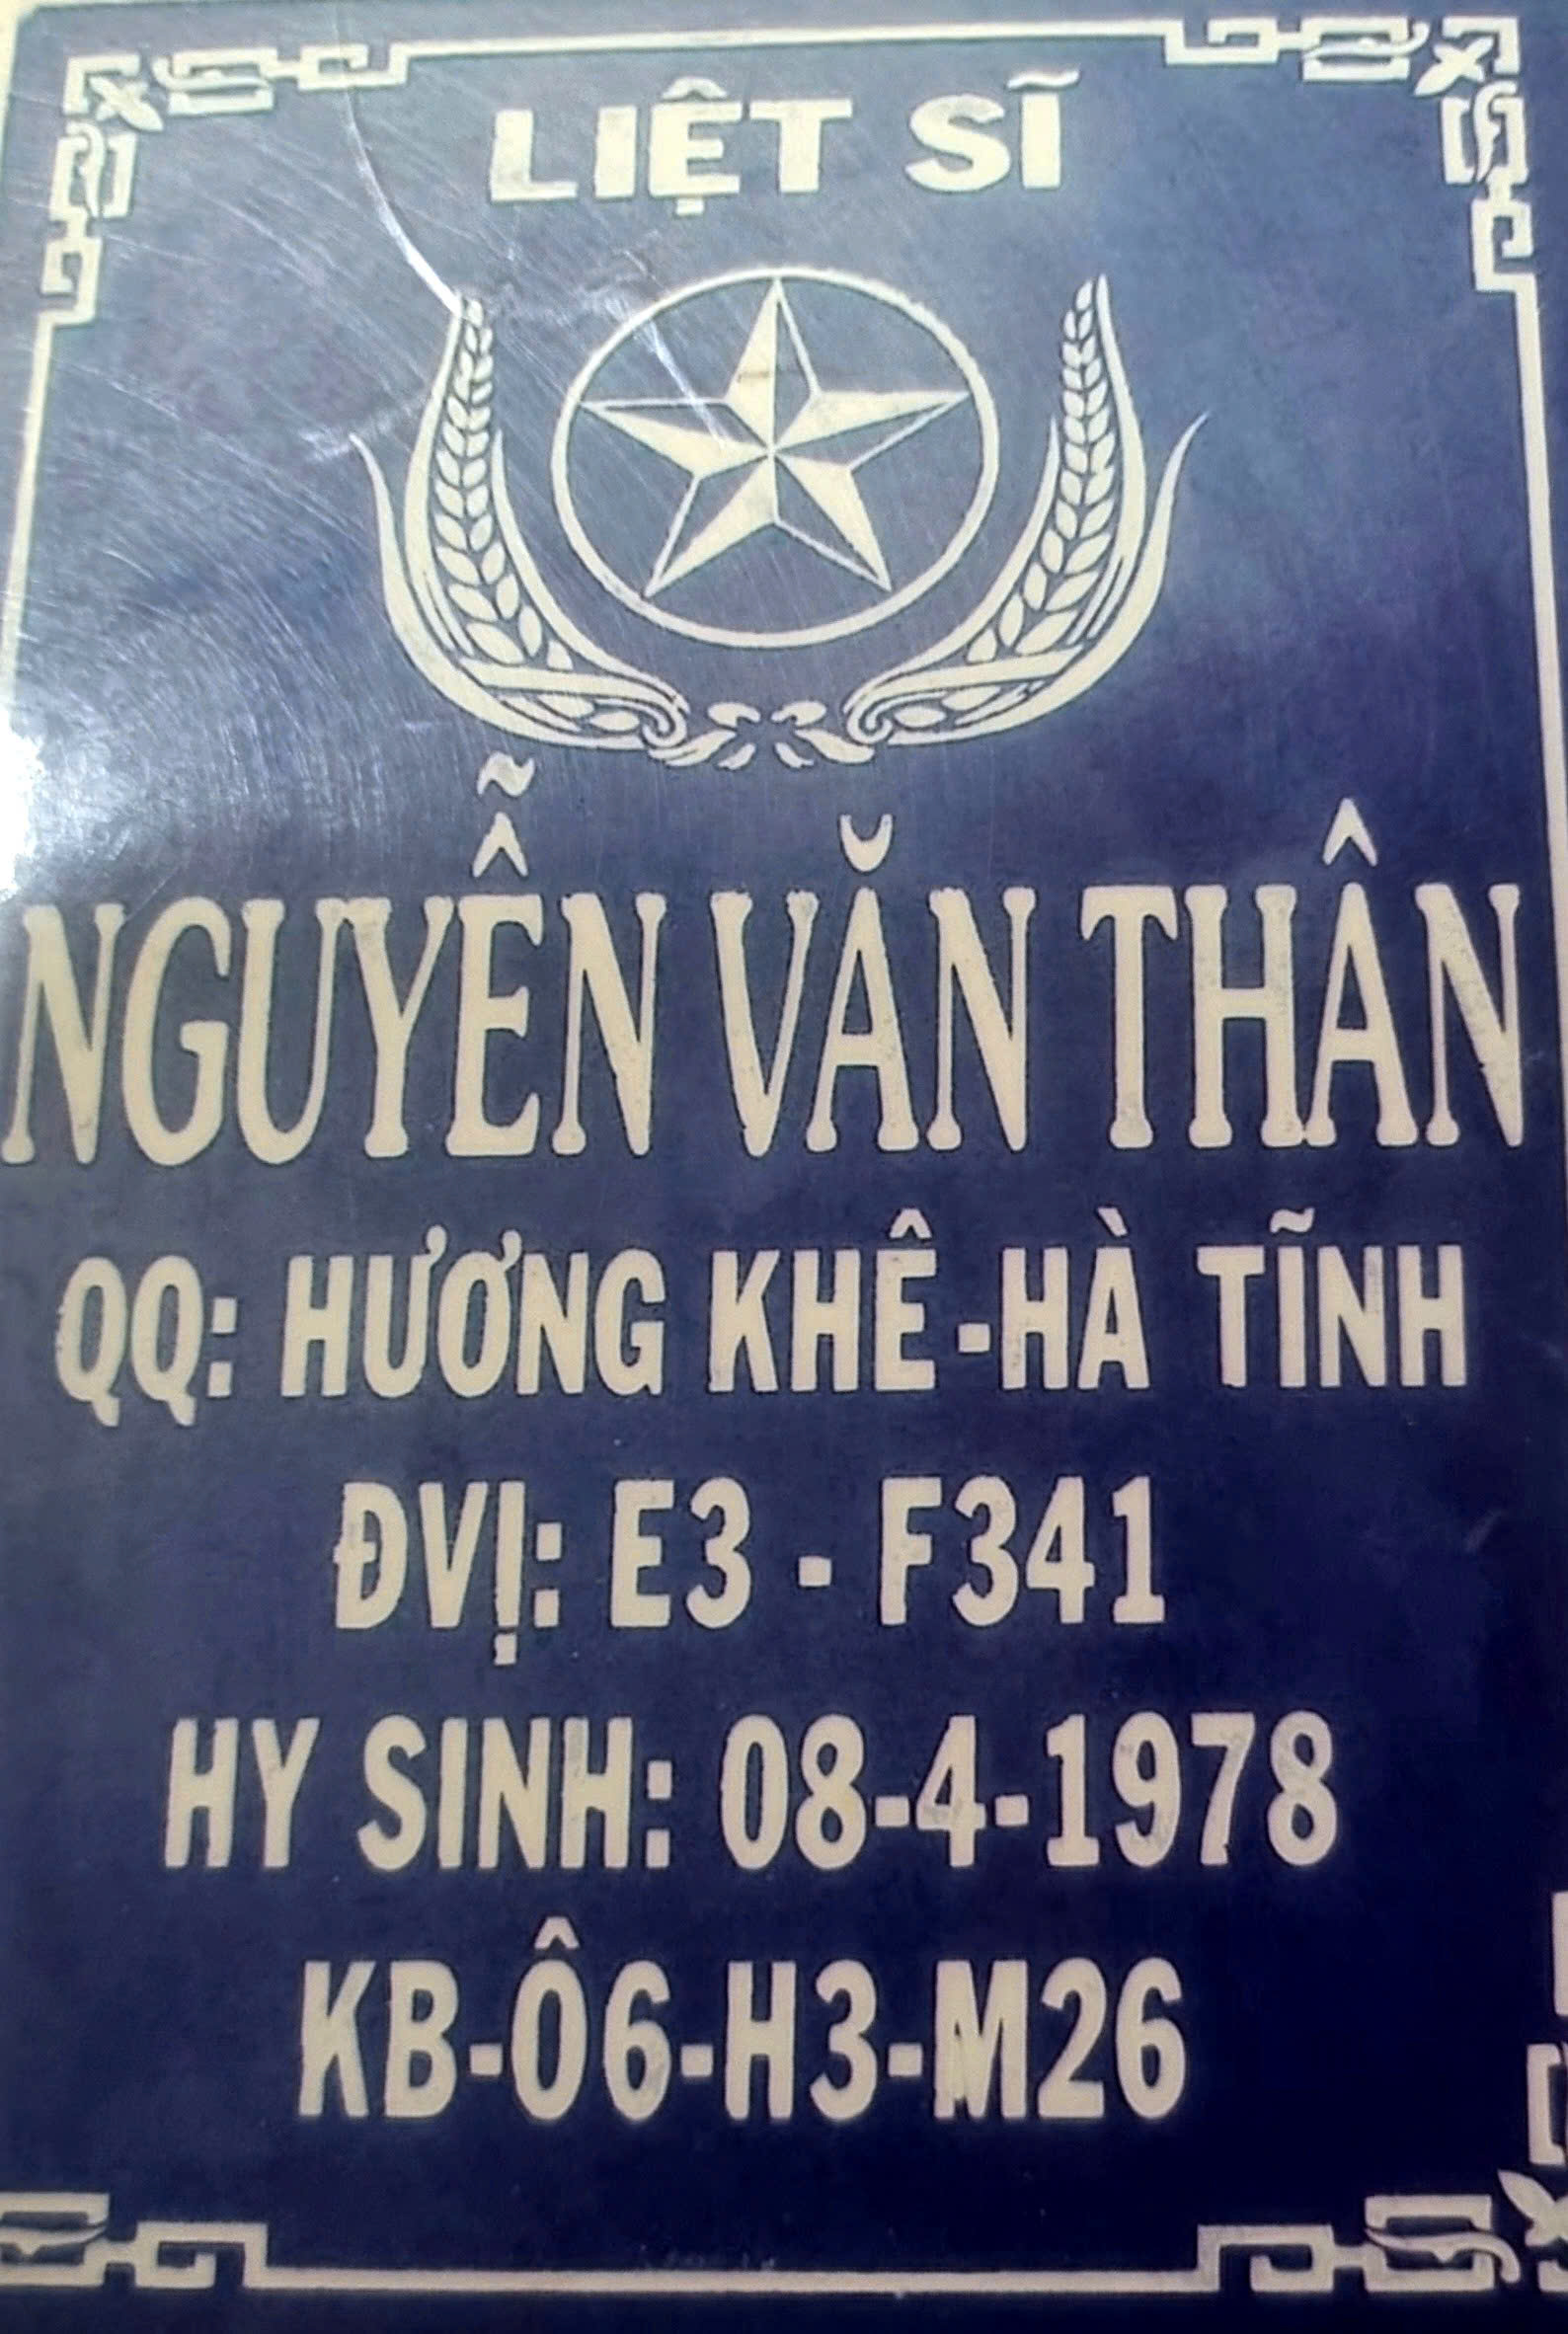 LIỆT SĨ
NGUYỄN VĂN THÂN
QQ: HƯƠNG KHÊ -HÀ TĨNH
ĐVỊ: E3 - F341
HY SINH: 08-4-1978
KB-Ô6-H3-M26